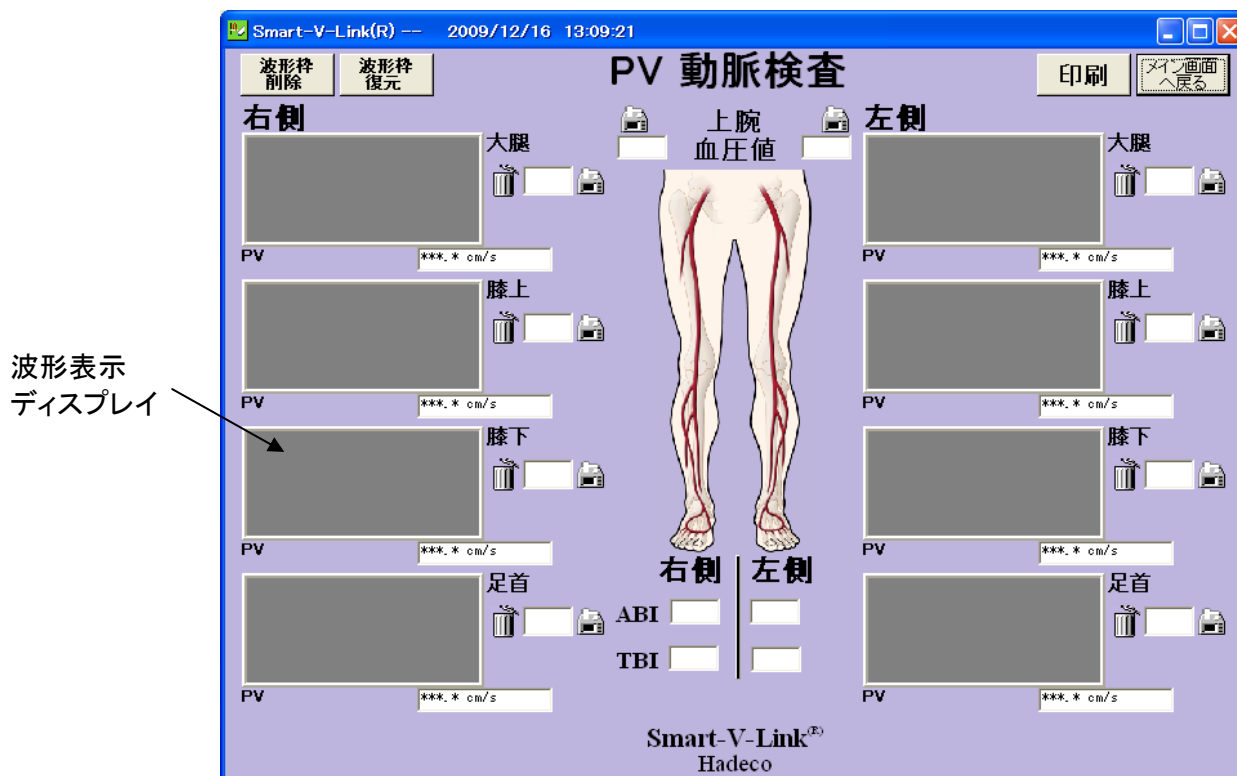 Smart-V-Link(R) -- 2009/12/16 13:09:21
波形枠
削除
波形枠
復元
PV 動脈検査
印刷
メイン画面
へ戻る
右側
上腕
血圧値
左側
大腿
PV
***.* cm/s
膝上
PV
***.* cm/s
膝下
PV
***.* cm/s
足首
PV
***.* cm/s
大腿
PV
***.* cm/s
膝上
PV
***.* cm/s
膝下
PV
***.* cm/s
足首
PV
***.* cm/s
波形表示
ディスプレイ
右側 左側
ABI
TBI
Smart-V-Link(R)
Hadeco